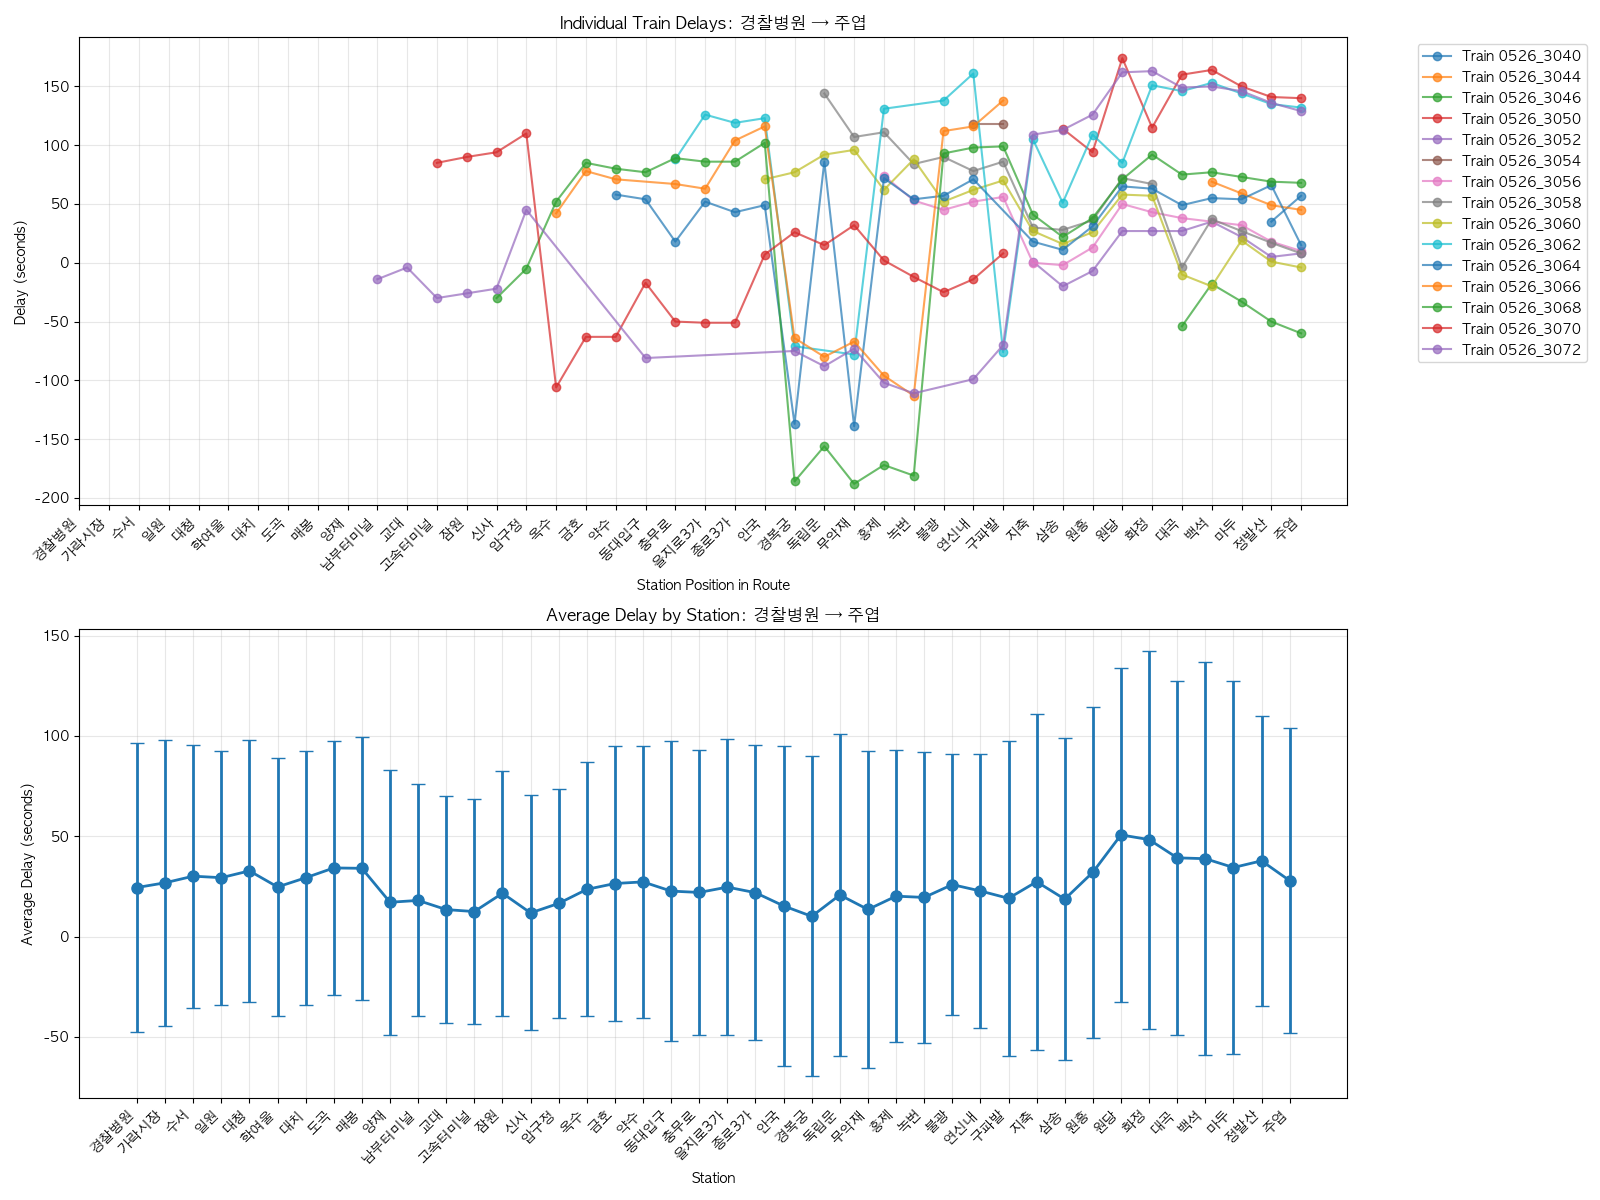 Individual Train Delays: 경찰병원 → 주엽
Delay (seconds)
150
100
50
0
-50
-100
-150
-200
경찰병원
가락시장
수서
일원
대청
학여울
대치
도곡
매봉
양재
남부터미널
교대
고속터미널
잠원
신사
압구정
옥수
금호
약수
동대입구
충무로
을지로3가
종로3가
안국
경복궁
독립문
무악재
홍제
녹번
불광
연신내
구파발
지축
삼송
원흥
원당
화정
대곡
백석
마두
정발산
주엽
Station Position in Route
Train 0526_3040
Train 0526_3044
Train 0526_3046
Train 0526_3050
Train 0526_3052
Train 0526_3054
Train 0526_3056
Train 0526_3058
Train 0526_3060
Train 0526_3062
Train 0526_3064
Train 0526_3066
Train 0526_3068
Train 0526_3070
Train 0526_3072
Average Delay by Station: 경찰병원 → 주엽
Average Delay (seconds)
150
100
50
0
-50
경찰병원
가락시장
수서
일원
대청
학여울
대치
도곡
매봉
양재
남부터미널
교대
고속터미널
잠원
신사
압구정
옥수
금호
약수
동대입구
충무로
을지로3가
종로3가
안국
경복궁
독립문
무악재
홍제
녹번
불광
연신내
구파발
지축
삼송
원흥
원당
화정
대곡
백석
마두
정발산
주엽
Station